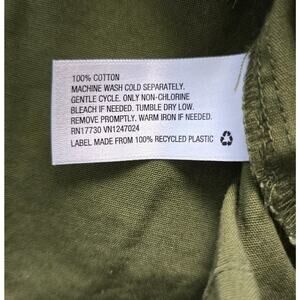 100% COTTON
MACHINE WASH COLD SEPARATELY.
GENTLE CYCLE. ONLY NON-CHLORINE
BLEACH IF NEEDED. TUMBLE DRY LOW.
REMOVE PROMPTLY. WARM IRON IF NEEDED.
RN17730 VN1247024
LABEL MADE FROM 100% RECYCLED PLASTIC